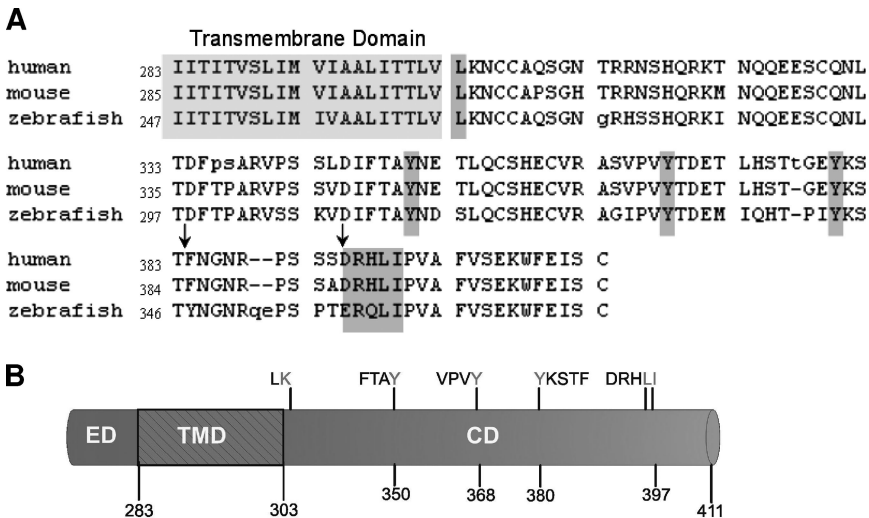 A
Transmembrane Domain
human 283 IITITVSLIM VIAALITTLV LKNCCAQSGN TRRNSHQRKT NQQEESCQNL
mouse 285 IITITVSLIM VIAALITTLV LKNCCAPSGH TRRNSHQRKM NQQEESCQNL
zebrafish 247 IITITVSLIM IVAALITTLV LKNCCAQSGN gRHSSHQRKI NQQEESCQNL
human 333 TDFpsARVPS SLDIFTAYNE TLQCSHECVR ASVPVYTDET LHSTtGEYKS
mouse 335 TDFTPARVPS SVDIFTAYNE TLQCSHECVR ASVPVYTDET LHST-GEYKS
zebrafish 297 TDFTPARVSS KVDIFTAYND SLQCSHECVR AGIPVYTDEM IQHT-PIYKS
human 383 TFNGNR--PS SSDRHLIPVA FVSEKWFEIS C
mouse 384 TFNGNR--PS SADRHLIPVA FVSEKWFEIS C
zebrafish 346 TYNGNRqePS PTERQLIPVA FVSEKWFEIS C
B
LK FTAY VPVY YKSTF DRHLI
ED TMD CD
283 303 350 368 380 397 411